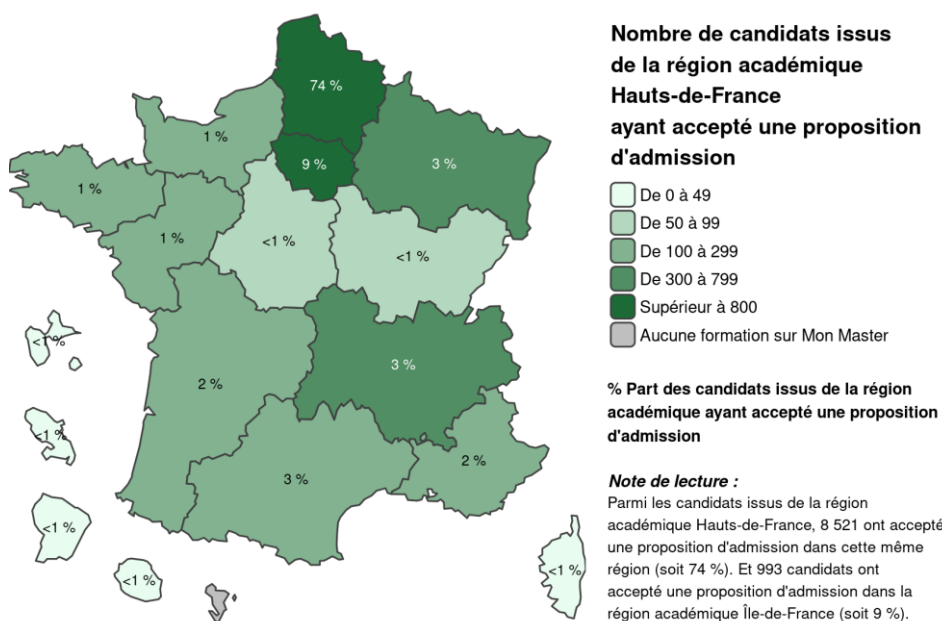 Nombre de candidats issus
de la région académique
Hauts-de-France
ayant accepté une proposition
d'admission
De 0 à 49
De 50 à 99
De 100 à 299
De 300 à 799
Supérieur à 800
Aucune formation sur Mon Master
% Part des candidats issus de la région
académique ayant accepté une proposition
d'admission
Note de lecture :
Parmi les candidats issus de la région
académique Hauts-de-France, 8 521 ont accepté
une proposition d'admission dans cette même
région (soit 74 %). Et 993 candidats ont
accepté une proposition d'admission dans la
région académique Île-de-France (soit 9 %).
74 %
1 %
9 %
3 %
1 %
1 %
<1 %
<1 %
<1 %
3 %
2 %
<1 %
2 %
3 %
<1 %
<1 %
<1 %